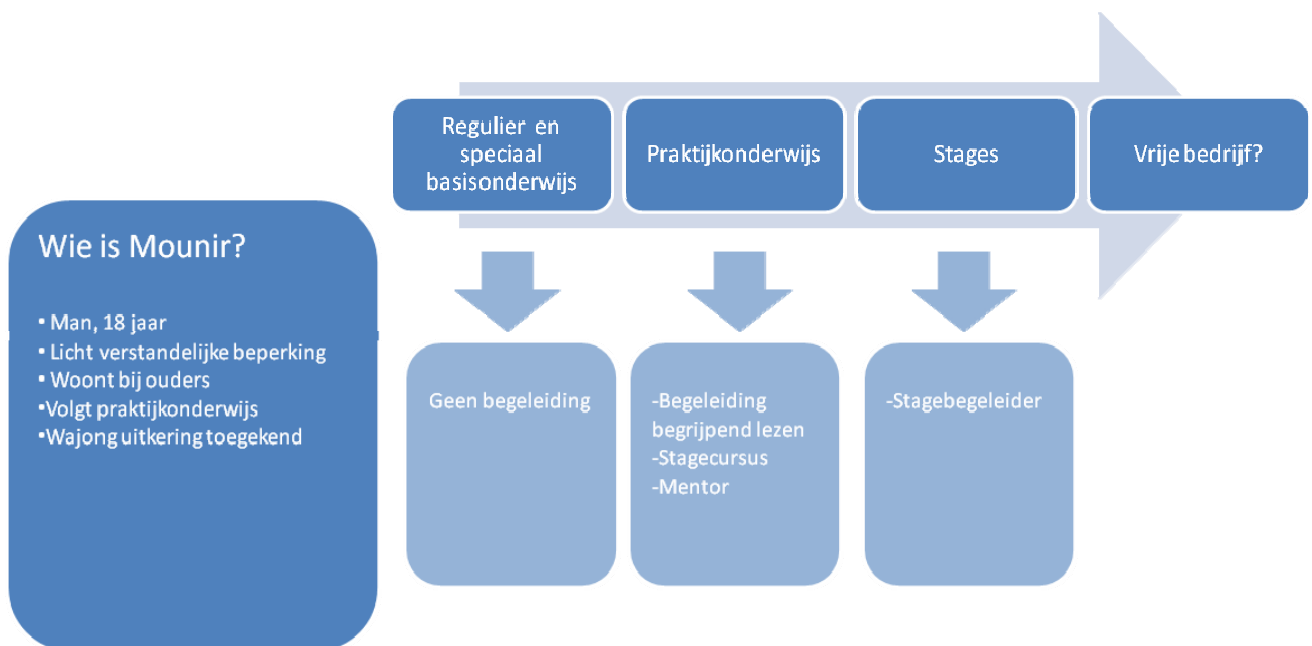 Regulier en
speciaal
basisonderwijs
Praktijkonderwijs
Stages
Vrije bedrijf?
Wie is Mounir?
• Man, 18 jaar
• Licht verstandelijke beperking
• Woont bij ouders
•Volgt praktijkonderwijs
•Wajong uitkering toegekend
Geen begeleiding
-Begeleiding
begrijpend lezen
-Stagecursus
-Mentor
-Stagebegeleider